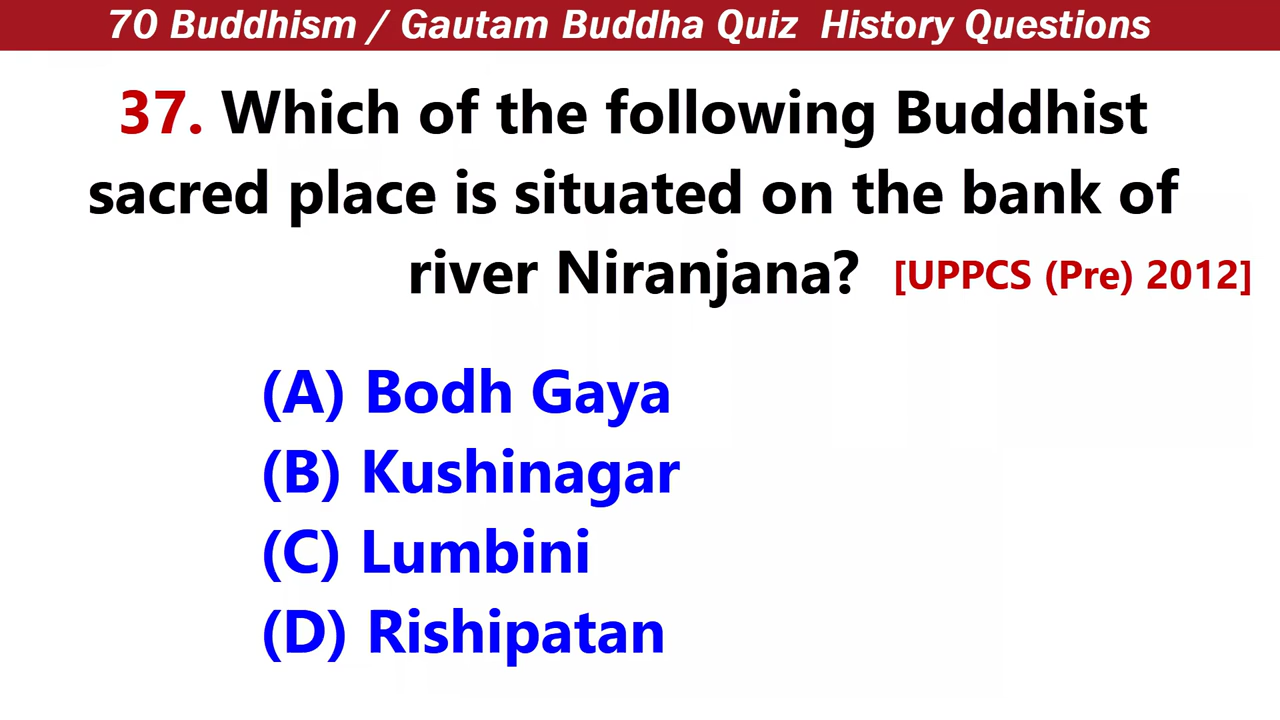 70 Buddhism / Gautam Buddha Quiz History Questions
37. Which of the following Buddhist
sacred place is situated on the bank of
river Niranjana? [UPPCS (Pre) 2012]
(A) Bodh Gaya
(B) Kushinagar
(C) Lumbini
(D) Rishipatan